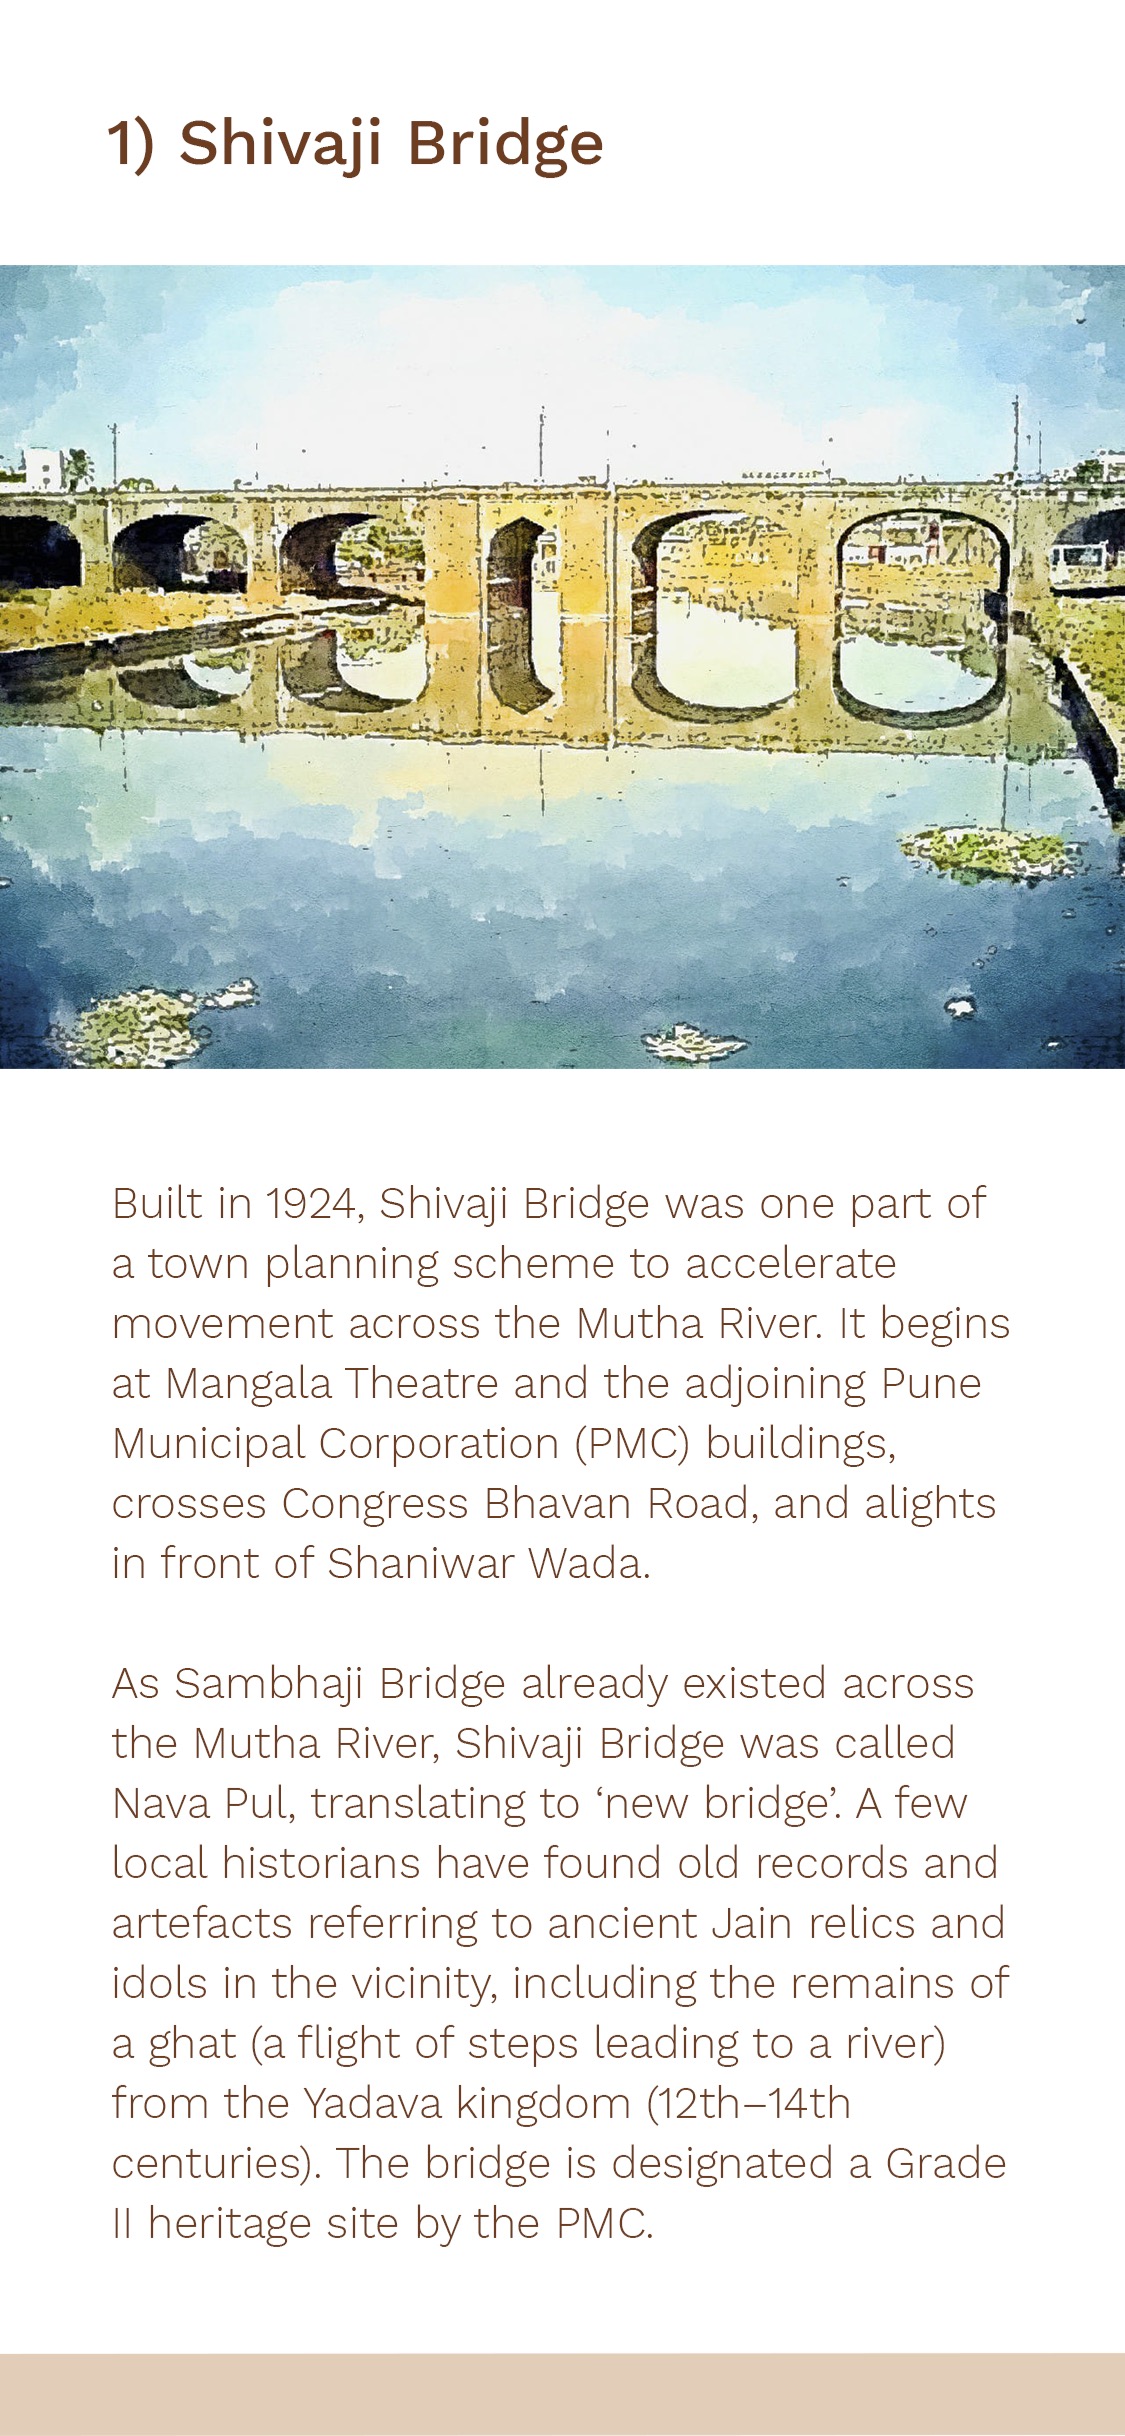 1) Shivaji Bridge
Built in 1924, Shivaji Bridge was one part of
a town planning scheme to accelerate
movement across the Mutha River. It begins
at Mangala Theatre and the adjoining Pune
Municipal Corporation (PMC) buildings,
crosses Congress Bhavan Road, and alights
in front of Shaniwar Wada.
As Sambhaji Bridge already existed across
the Mutha River, Shivaji Bridge was called
Nava Pul, translating to ‘new bridge’. A few
local historians have found old records and
artefacts referring to ancient Jain relics and
idols in the vicinity, including the remains of
a ghat (a flight of steps leading to a river)
from the Yadava kingdom (12th–14th
centuries). The bridge is designated a Grade
II heritage site by the PMC.